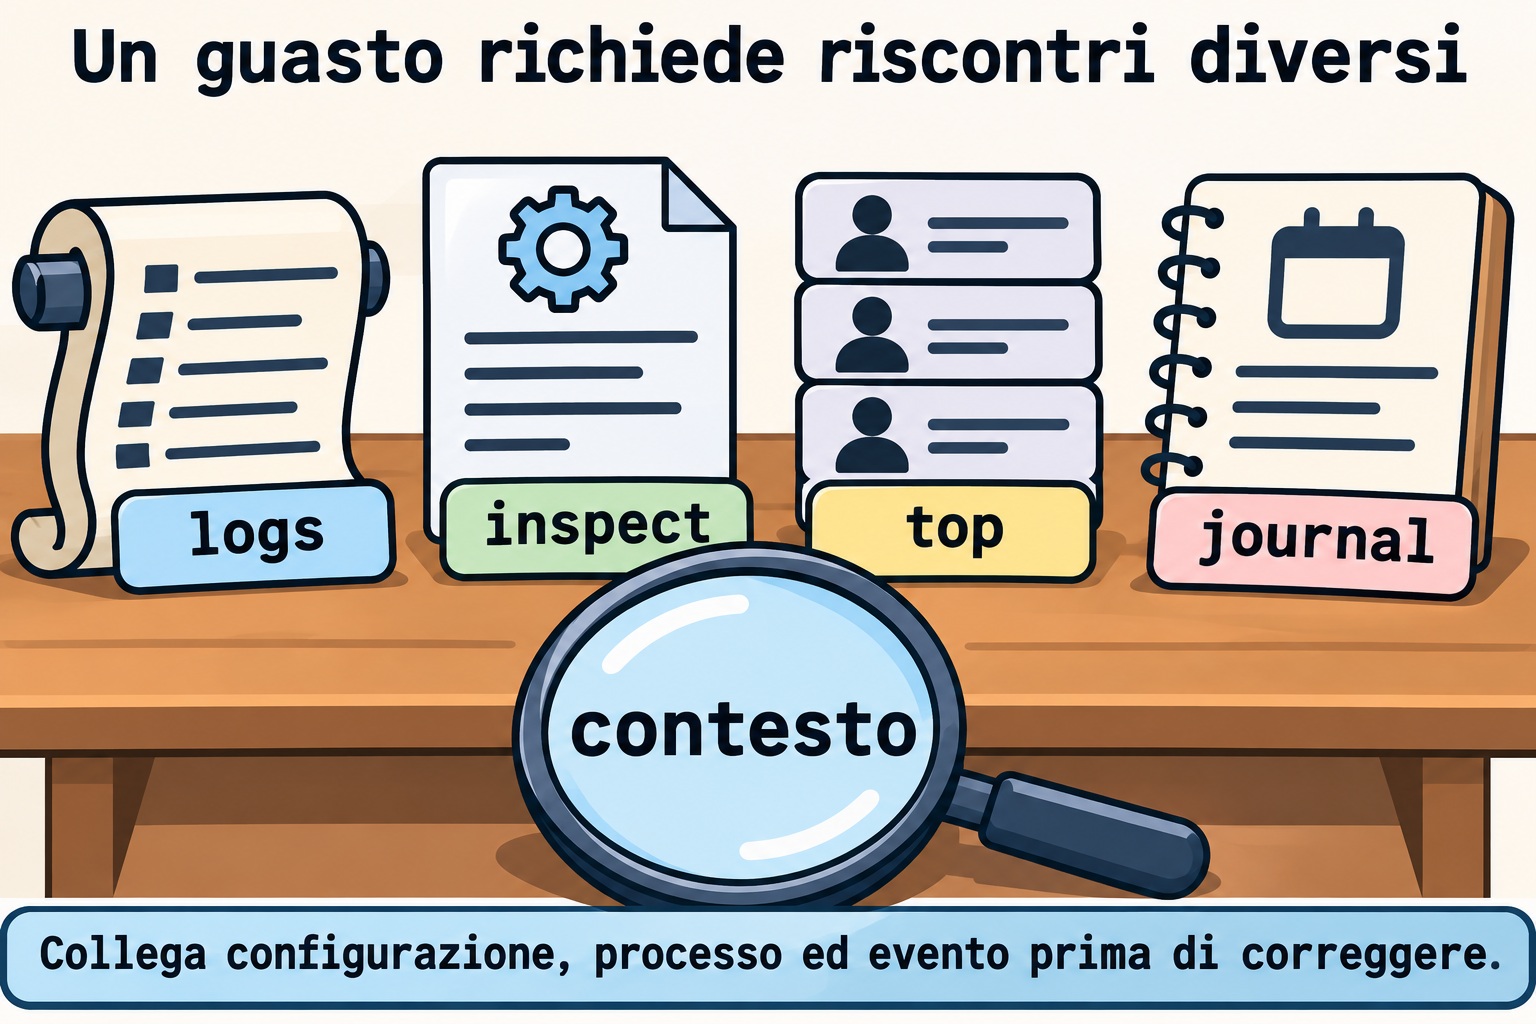 Un guasto richiede riscontri diversi
logs
inspect
top
journal
contesto
Collega configurazione, processo ed evento prima di correggere.